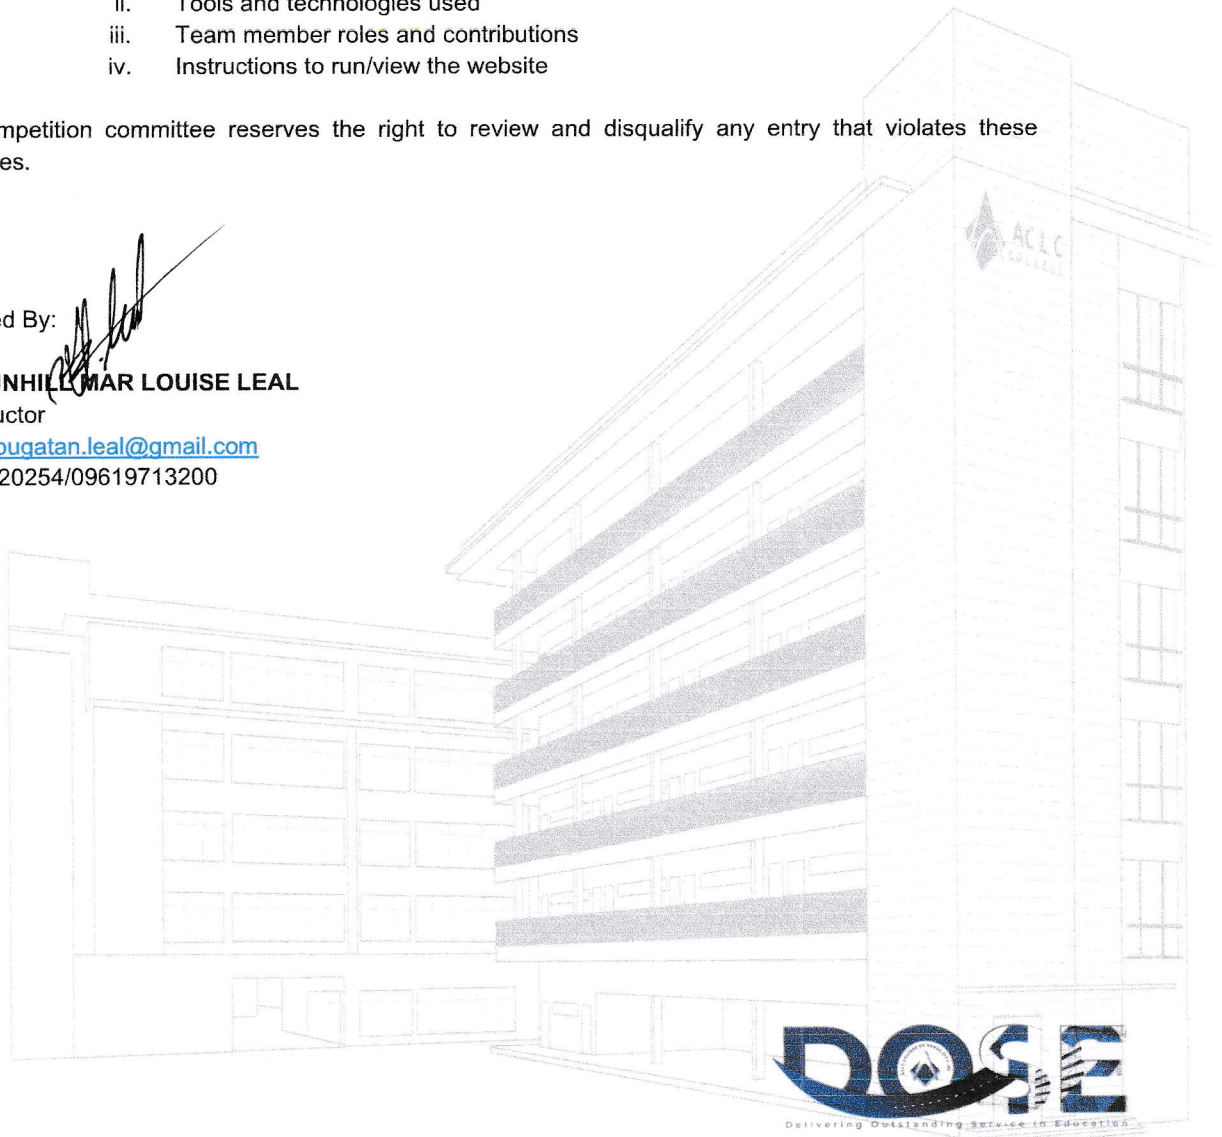 ii. Tools and technologies used
iii. Team member roles and contributions
iv. Instructions to run/view the website
mpetition committee reserves the right to review and disqualify any entry that violates these
es.
ed By:
NHILL MAR LOUISE LEAL
uctor
ougatan.leal@gmail.com
20254/09619713200
ACLC
COLLEGE
DOSE
Delivering Outstanding Service in Education